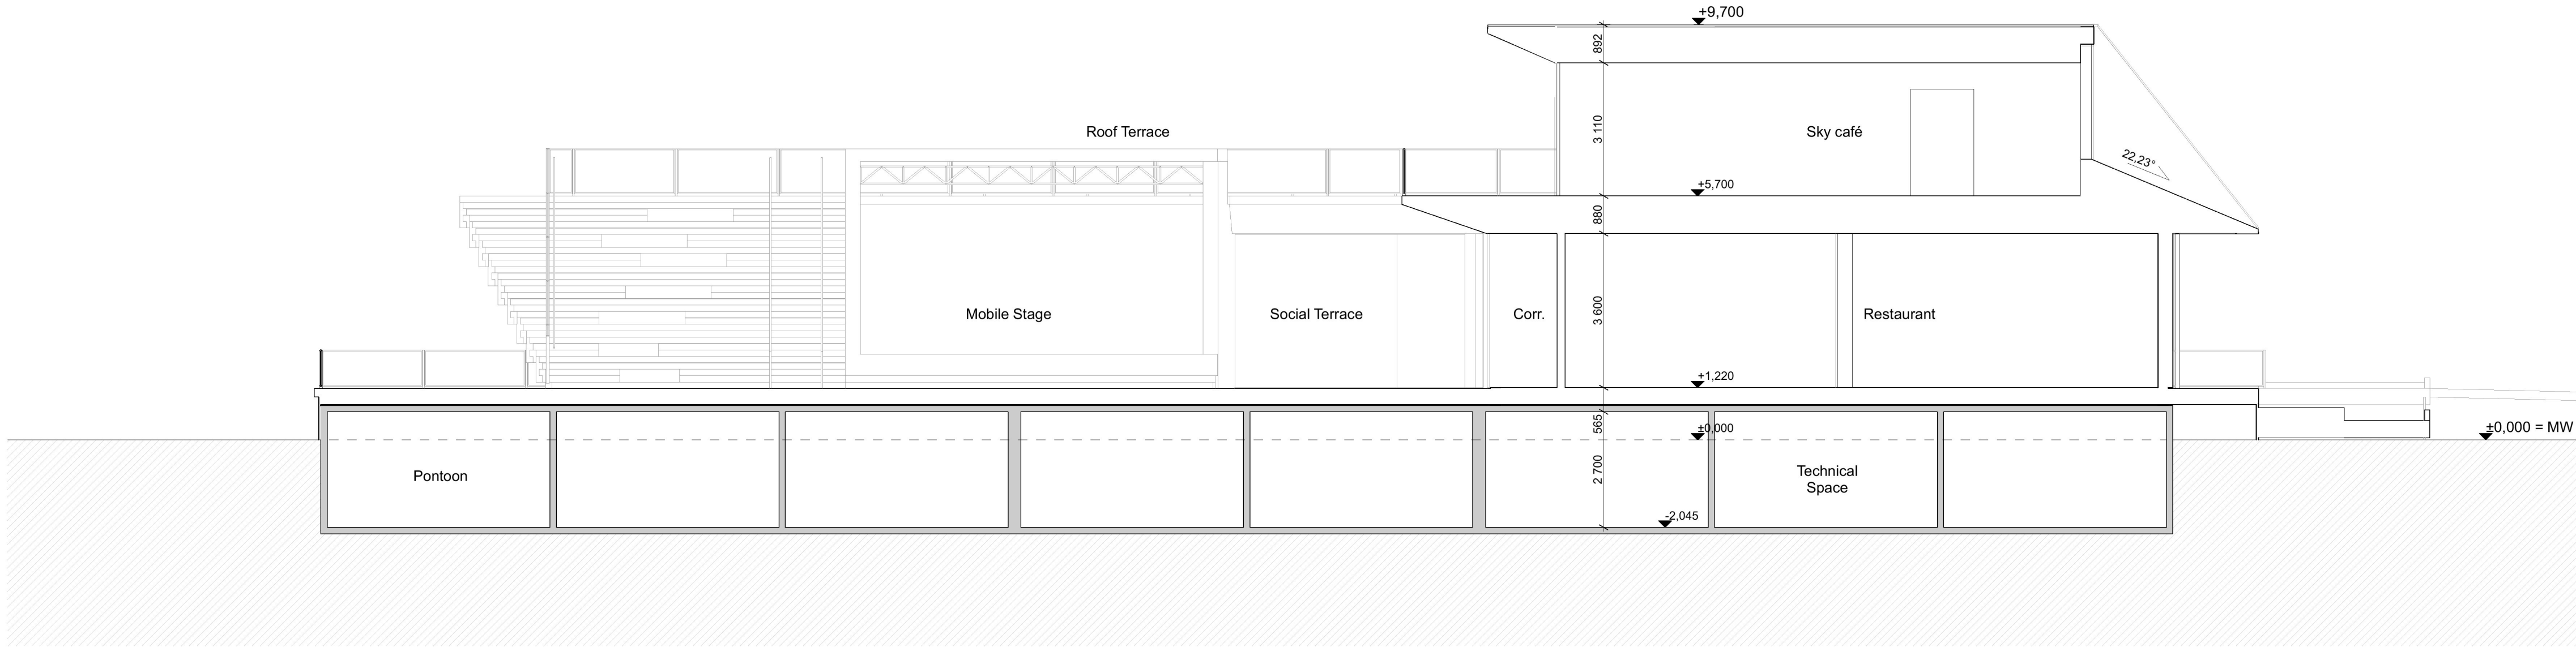 +9,700
892
Roof Terrace
3 110
Sky café
22,23°
+5,700
880
Mobile Stage
Social Terrace
Corr.
3 600
Restaurant
+1,220
565
±0,000
±0,000 = MW
Pontoon
2 700
Technical
Space
-2,045